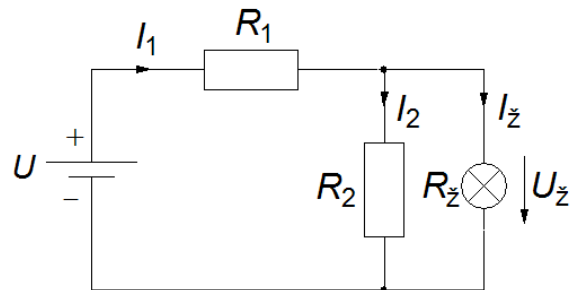 I1 R1
I2 Iž
+
U
−
R2 Rž Už